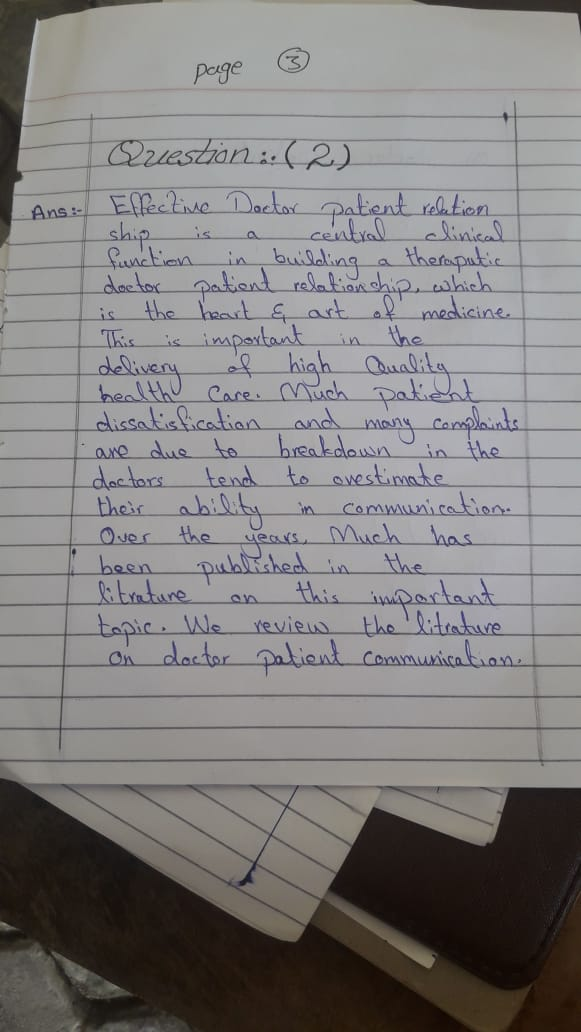 page 3
Question:.(2)
Ans:- Effective Doctor patient relation
ship is a central clinical
function in building a theraputic
doctor patient relationship, which
is the heart & art of medicine.
This is important in the
delivery of high Quality
health care. Much patient
dissatisfication and many complaints
are due to breakdown in the
doctors tend to ovestimate
their ability in communication.
Over the years, Much has
been published in the
litrature on this important
topic. We review the litrature
on doctor patient communication.